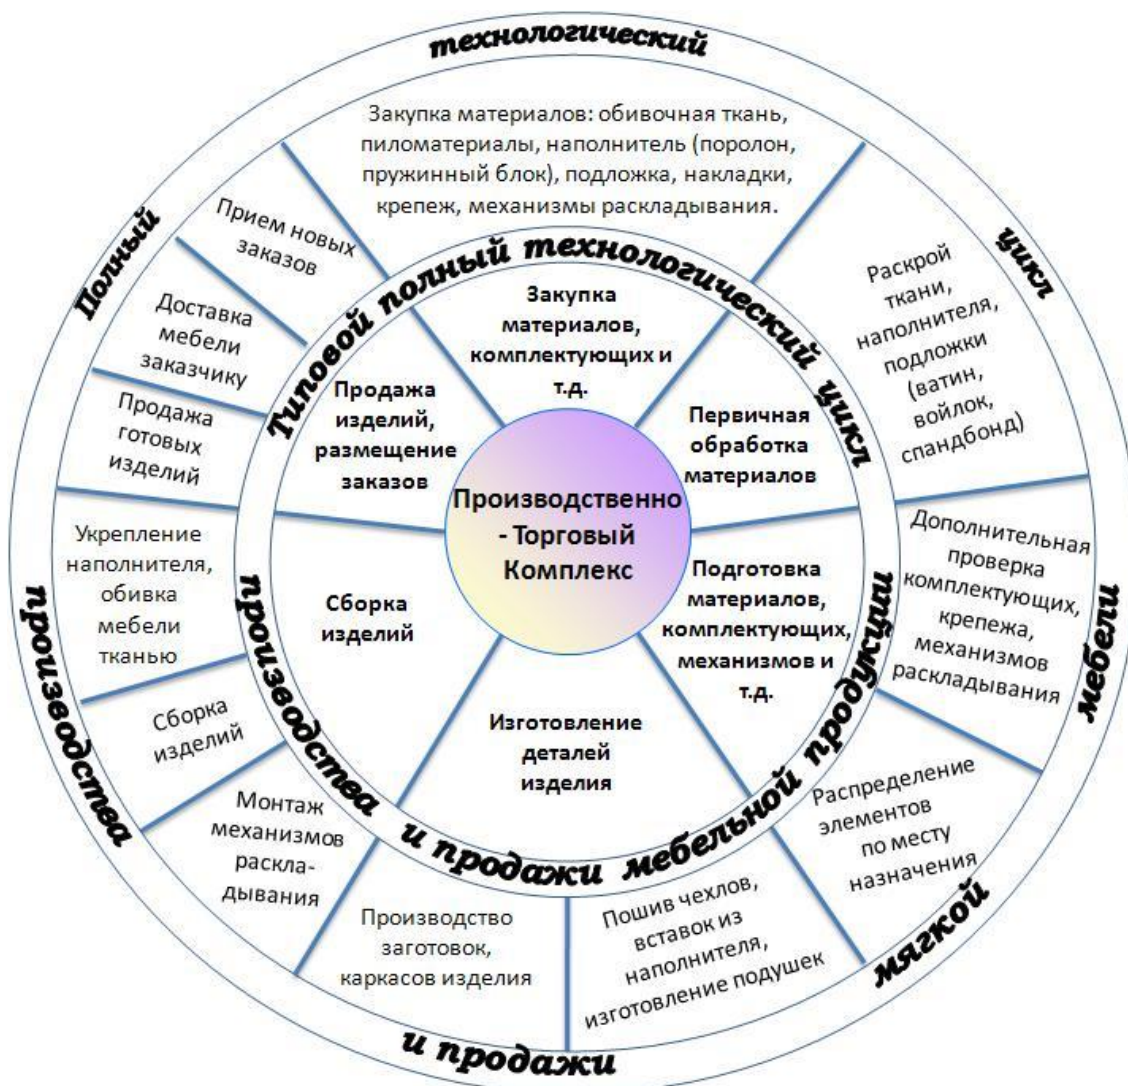 Полный технологический цикл
производства и продажи мягкой мебели
Закупка материалов: обивочная ткань,
пиломатериалы, наполнитель (поролон,
пружинный блок), подложка, накладки,
крепеж, механизмы раскладывания.
Раскрой
ткани,
наполнителя,
подложки
(ватин,
войлок,
спандбонд)
Дополнительная
проверка
комплектующих,
крепежа,
механизмов
раскладывания
Распределение
элементов
по месту
назначения
Пошив чехлов,
вставок из
наполнителя,
изготовление подушек
Производство
заготовок,
каркасов изделия
Монтаж
механизмов
раскла-
дывания
Сборка
изделий
Укрепление
наполнителя,
обивка
мебели
тканью
Продажа
готовых
изделий
Доставка
мебели
заказчику
Прием новых
заказов
Типовой полный технологический цикл
произвдства и продажи мебельной продукции
Закупка
материалов,
комплектующих и
т.д.
Первичная
обработка
материалов
Подготовка
материалов,
комплектующих,
механизмов и
т.д.
Изготовление
деталей
изделия
Сборка
изделий
Продажа
изделий,
размещение
заказов
Производственно
- Торговый
Комплекс